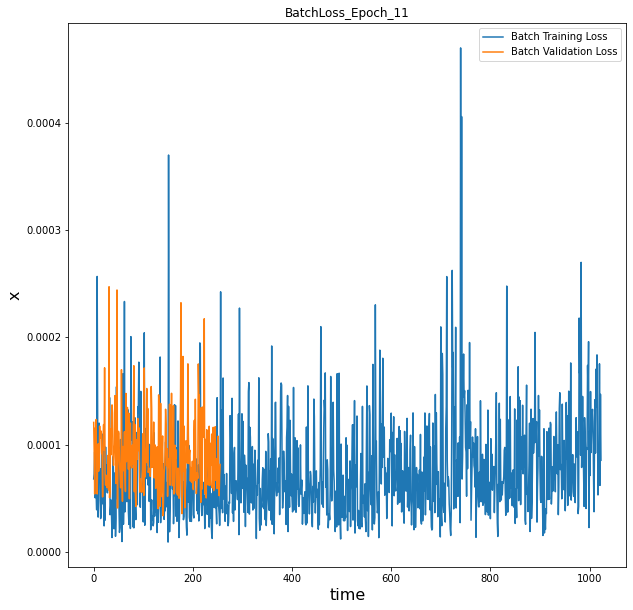 BatchLoss_Epoch_11
Batch Training Loss
Batch Validation Loss
0.0004
0.0003
0.0002
0.0001
0.0000
x
0 200 400 600 800 1000
time